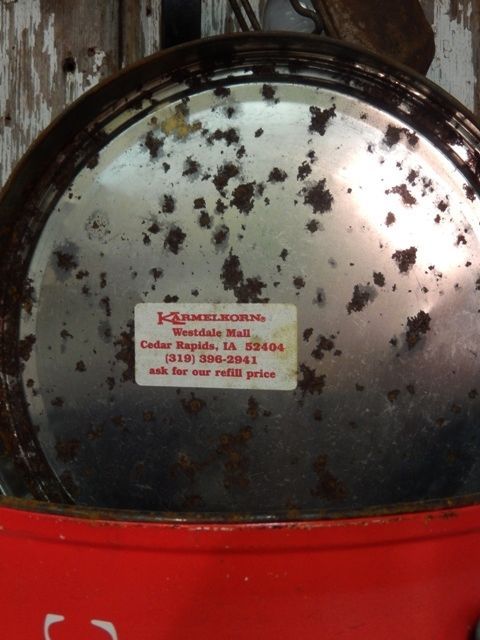 KARMELKORN®
Westdale Mall
Cedar Rapids, IA 52404
(319) 396-2941
ask for our refill price